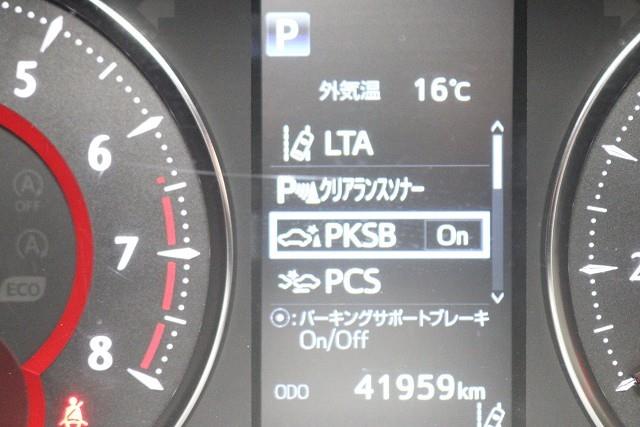 P
外気温 16℃
LTA
P クリアランスソナー
PKSB On
PCS
◎:パーキングサポートブレーキ
On/Off
ODO 41959km
5
6
7
8
A
OFF
A
ECO
2